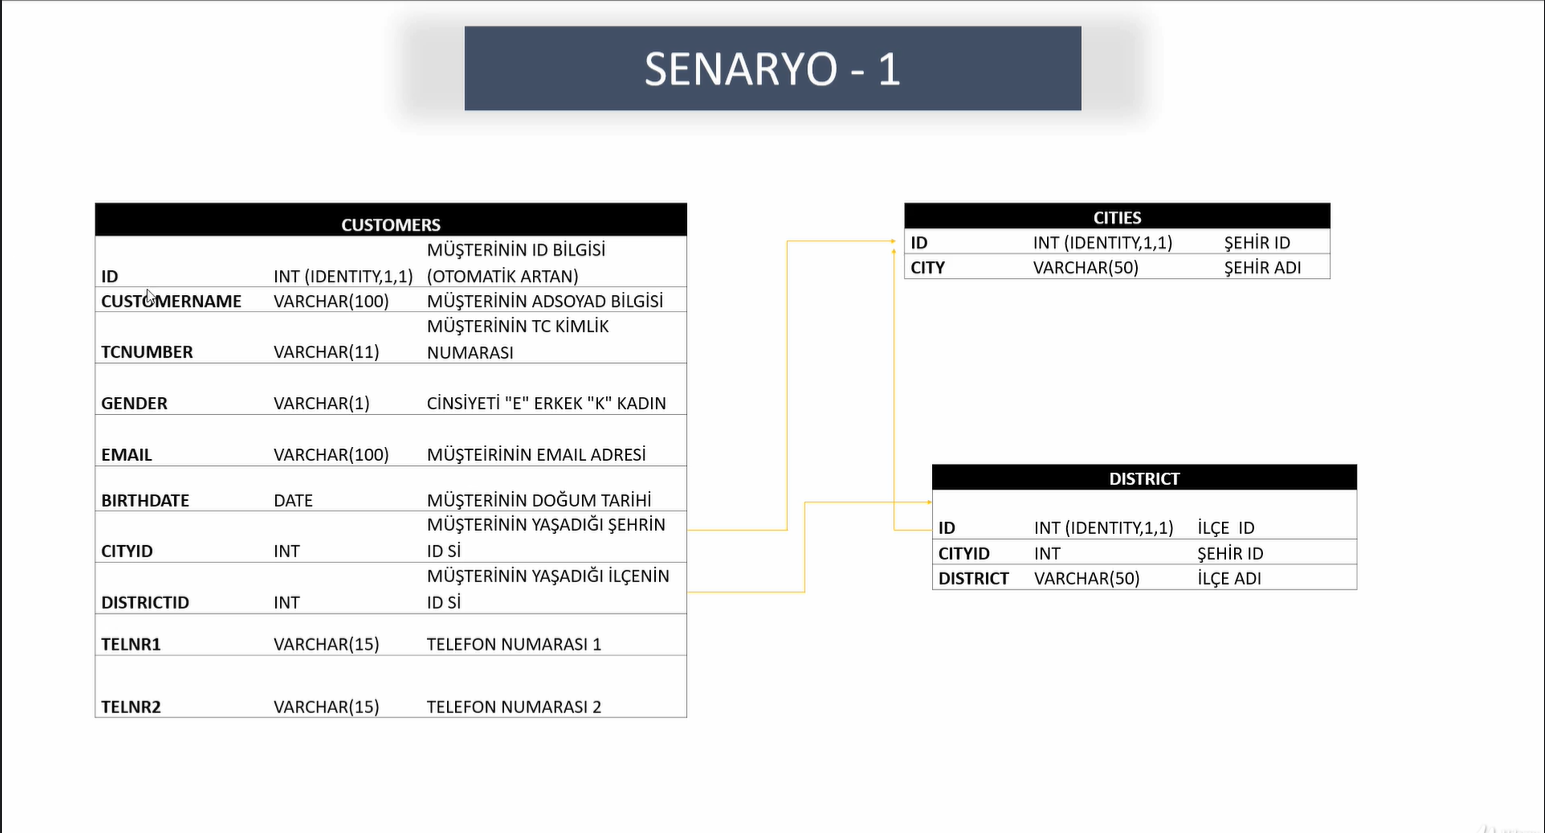 SENARYO - 1
CUSTOMERS
MÜŞTERİNİN ID BİLGİSİ
ID INT (IDENTITY,1,1) (OTOMATİK ARTAN)
CUSTOMERNAME VARCHAR(100) MÜŞTERİNİN ADSOYAD BİLGİSİ
MÜŞTERİNİN TC KİMLİK
TCNUMBER VARCHAR(11) NUMARASI
GENDER VARCHAR(1) CİNSİYETİ "E" ERKEK "K" KADIN
EMAIL VARCHAR(100) MÜŞTEİRİNİN EMAIL ADRESİ
BIRTHDATE DATE MÜŞTERİNİN DOĞUM TARİHİ
MÜŞTERİNİN YAŞADIĞI ŞEHRİN
CITYID INT ID Sİ
MÜŞTERİNİN YAŞADIĞI İLÇENİN
DISTRICTID INT ID Sİ
TELNR1 VARCHAR(15) TELEFON NUMARASI 1
TELNR2 VARCHAR(15) TELEFON NUMARASI 2
CITIES
ID INT (IDENTITY,1,1) ŞEHİR ID
CITY VARCHAR(50) ŞEHİR ADI
DISTRICT
ID INT (IDENTITY,1,1) İLÇE ID
CITYID INT ŞEHİR ID
DISTRICT VARCHAR(50) İLÇE ADI